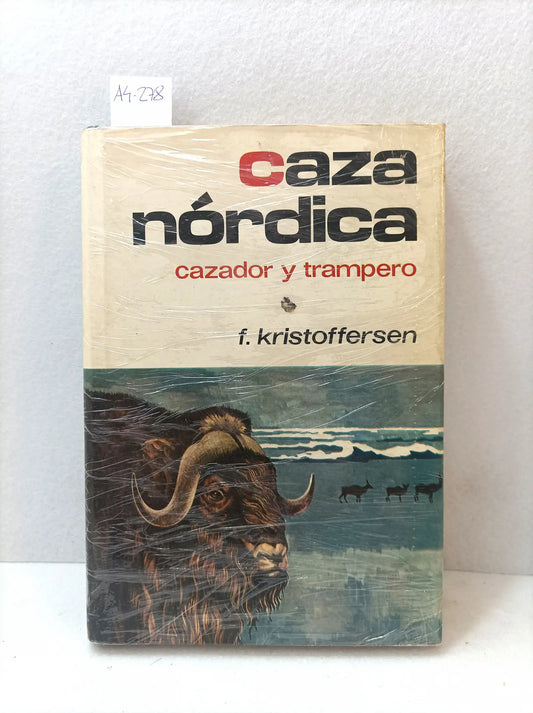 A4-278
caza
nórdica
cazador y trampero
f. kristoffersen